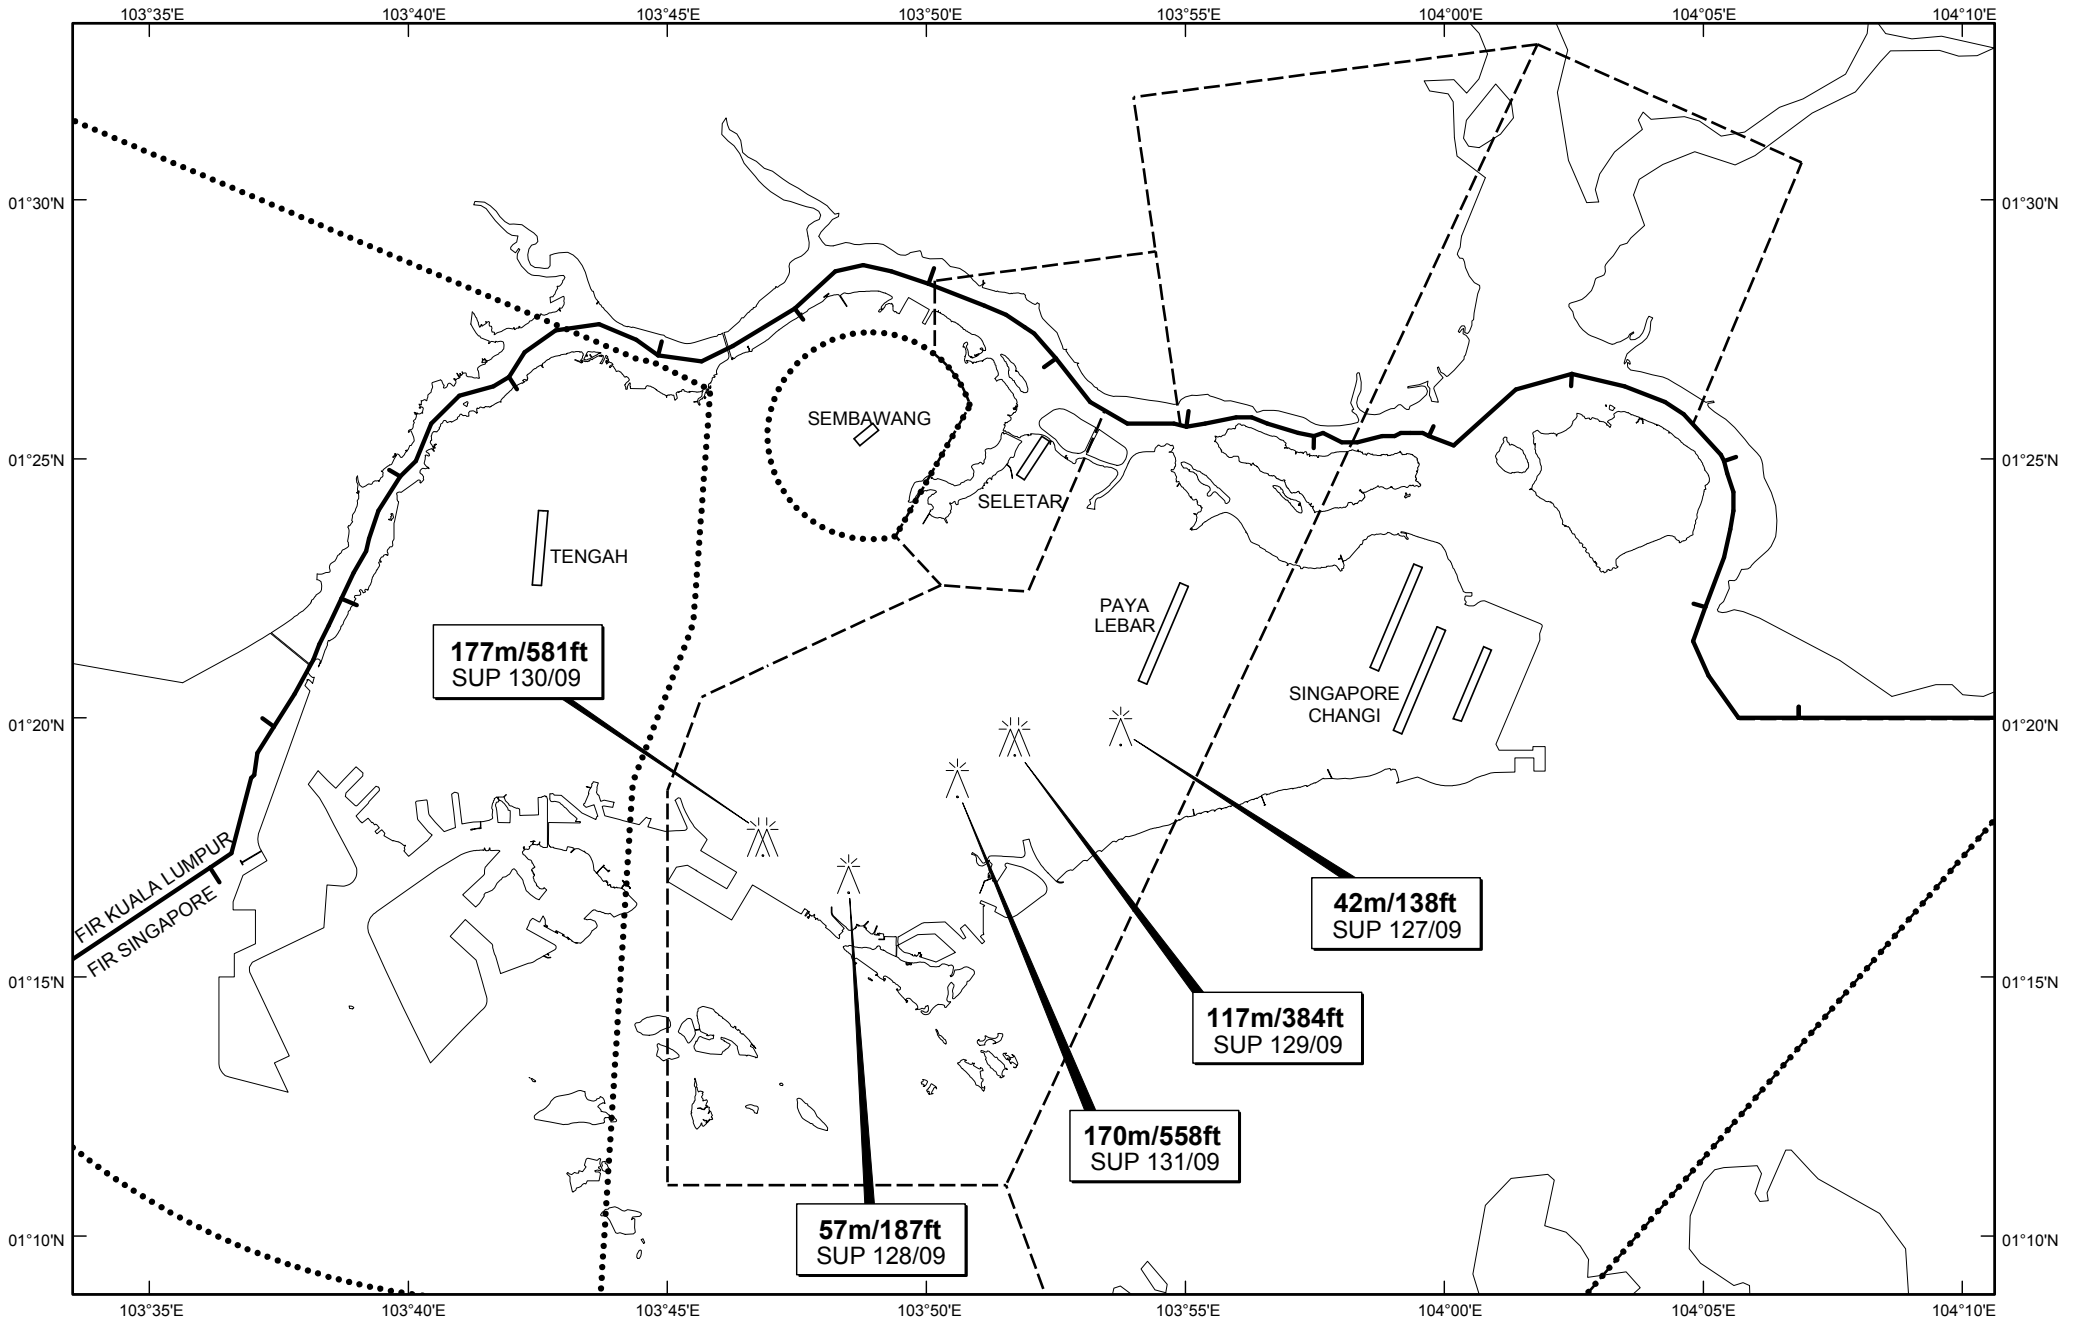 103°35'E 103°40'E 103°45'E 103°50'E 103°55'E 104°00'E 104°05'E 104°10'E
01°30'N 01°30'N
SEMBAWANG
01°25'N 01°25'N
SELETAR
TENGAH
PAYA
LEBAR
177m/581ft
SUP 130/09
SINGAPORE
CHANGI
01°20'N 01°20'N
FIR KUALA LUMPUR
FIR SINGAPORE
42m/138ft
SUP 127/09
01°15'N 01°15'N
117m/384ft
SUP 129/09
170m/558ft
SUP 131/09
57m/187ft
SUP 128/09
01°10'N 01°10'N
103°35'E 103°40'E 103°45'E 103°50'E 103°55'E 104°00'E 104°05'E 104°10'E